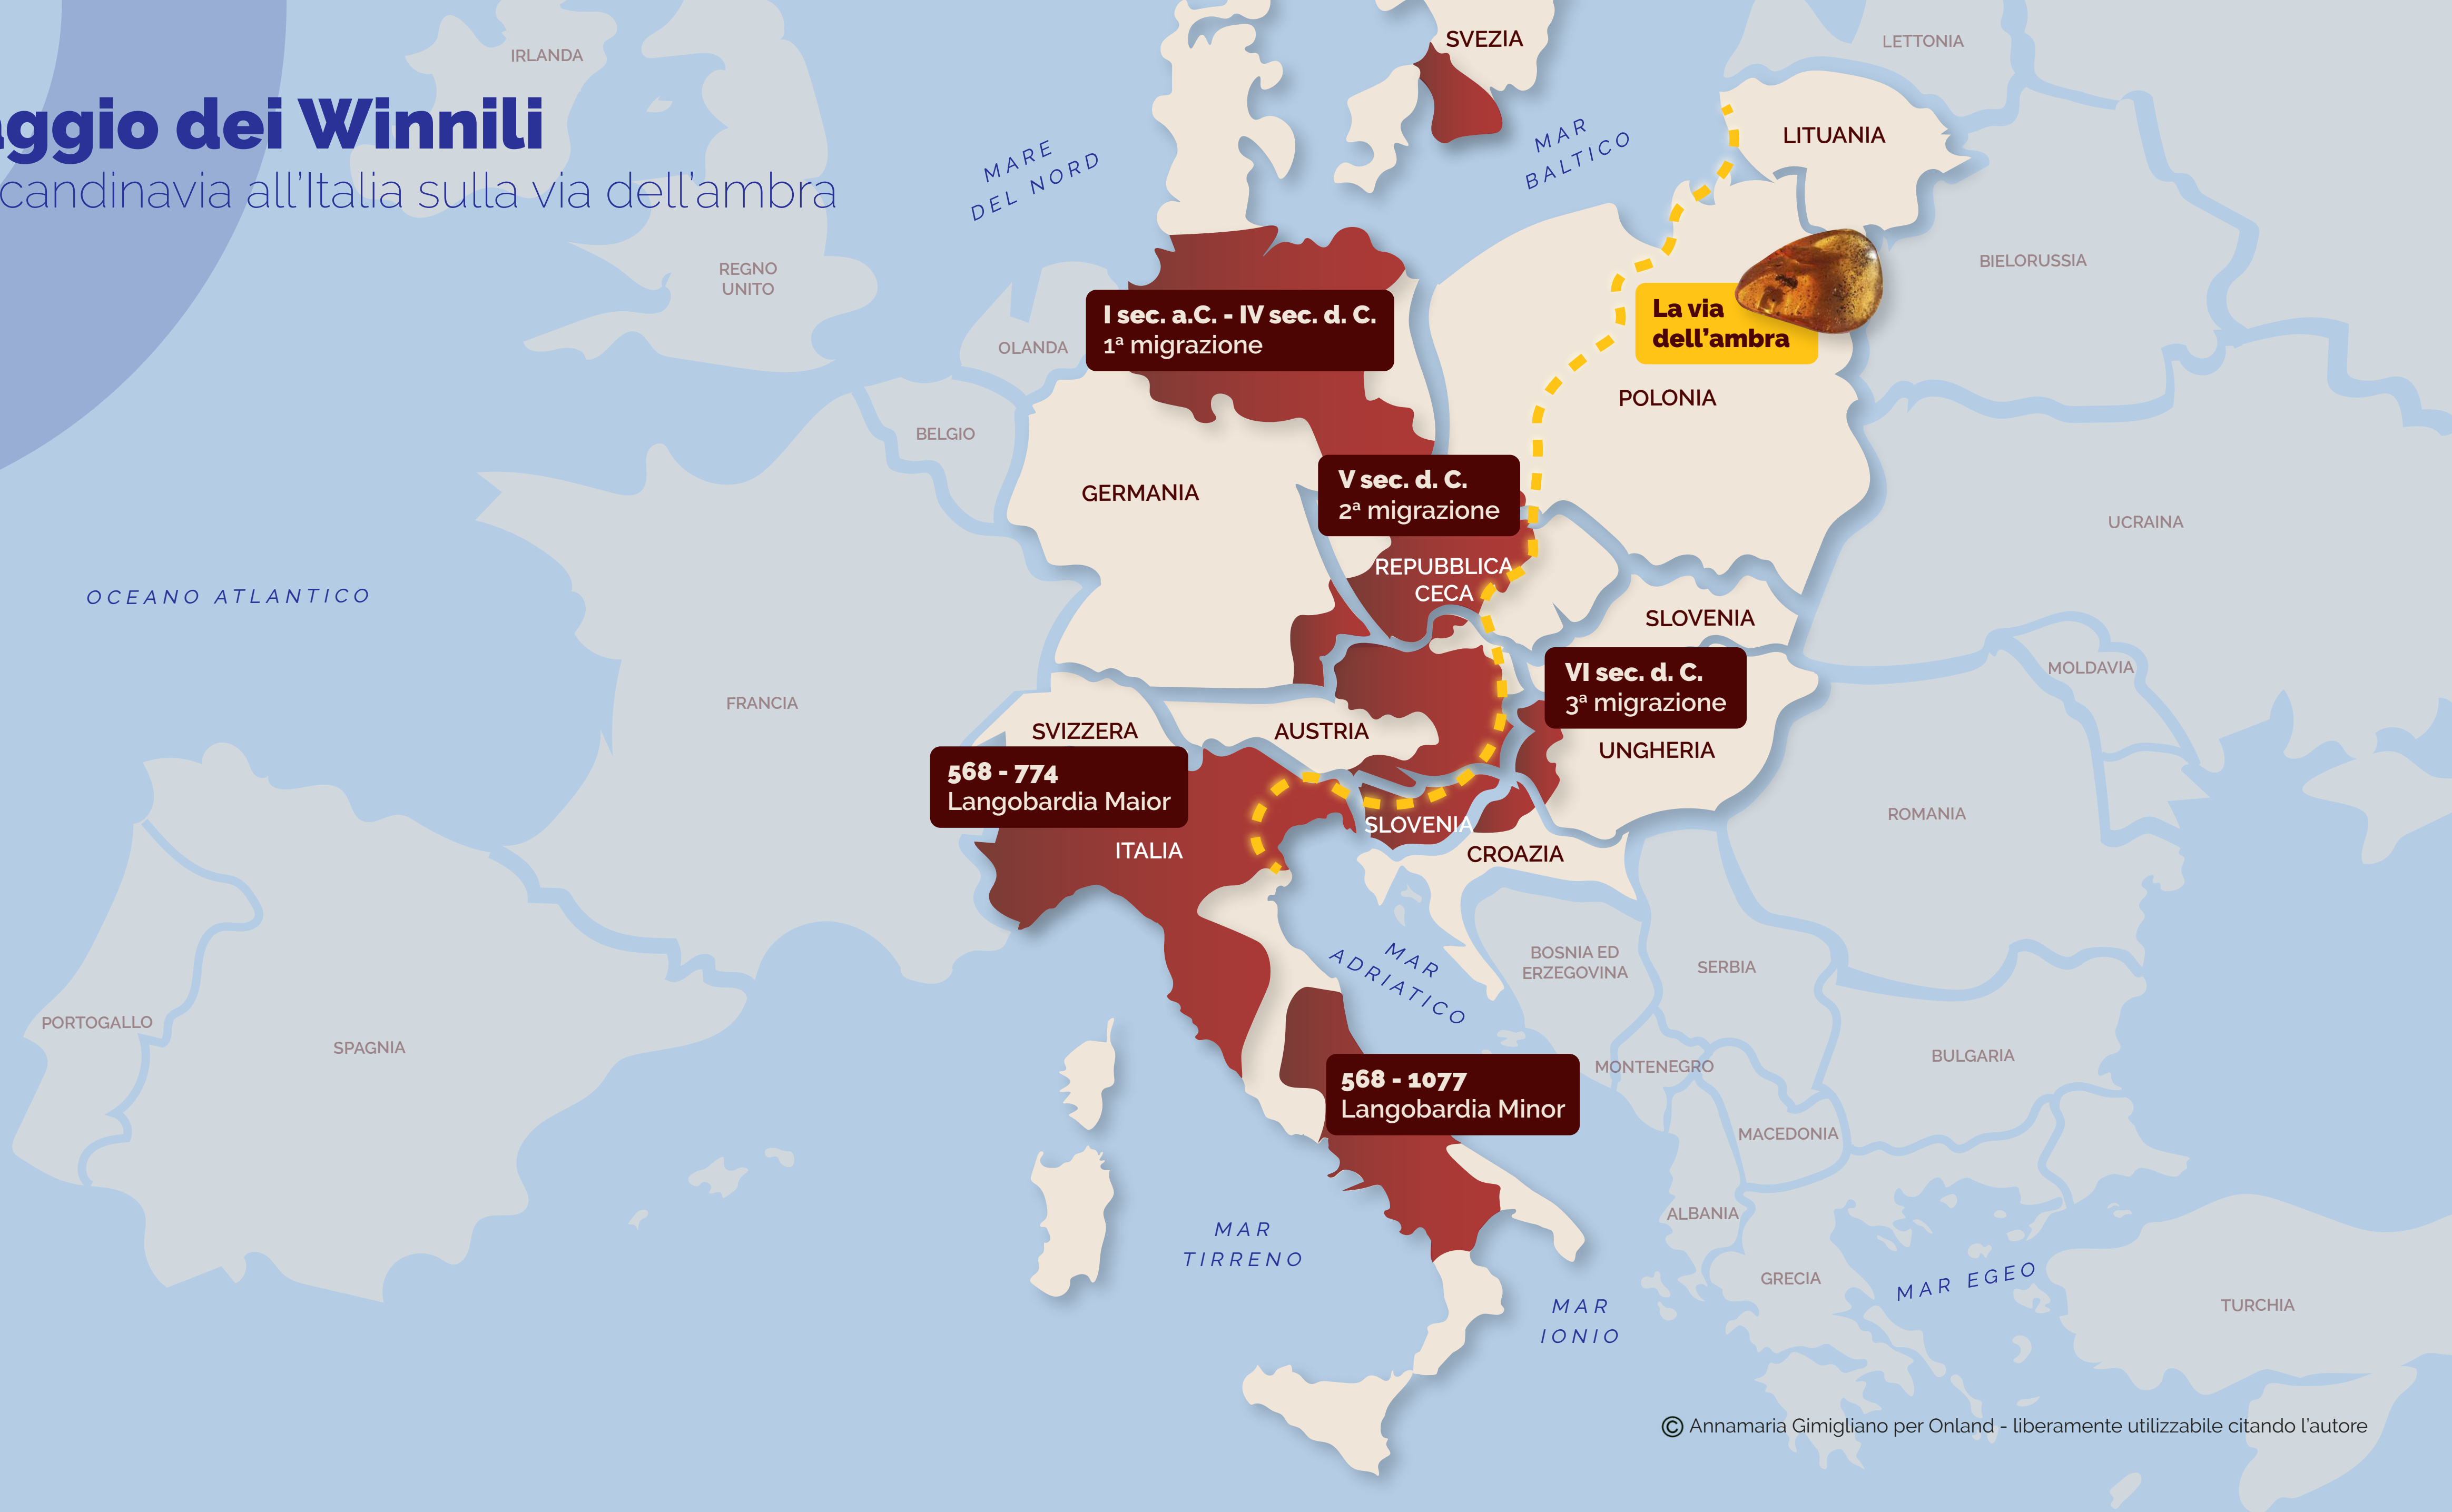 aggio dei Winnili
candinavia all'Italia sulla via dell'ambra
IRLANDA
REGNO
UNITO
MARE
DEL NORD
SVEZIA
MAR
BALTICO
LETTONIA
LITUANIA
BIELORUSSIA
OLANDA
I sec. a.C. - IV sec. d. C.
1ª migrazione
La via
dell'ambra
POLONIA
BELGIO
GERMANIA
V sec. d. C.
2ª migrazione
UCRAINA
REPUBBLICA
CECA
OCEANO ATLANTICO
SLOVENIA
MOLDAVIA
VI sec. d. C.
3ª migrazione
FRANCIA
SVIZZERA
AUSTRIA
UNGHERIA
568 - 774
Langobardia Maior
ITALIA
SLOVENIA
CROAZIA
ROMANIA
MAR
ADRIATICO
BOSNIA ED
ERZEGOVINA
SERBIA
PORTOGALLO
SPAGNIA
MONTENEGRO
BULGARIA
568 - 1077
Langobardia Minor
MACEDONIA
ALBANIA
MAR
TIRRENO
GRECIA
MAR EGEO
TURCHIA
MAR
IONIO
© Annamaria Gimigliano per Onland - liberamente utilizzabile citando l'autore